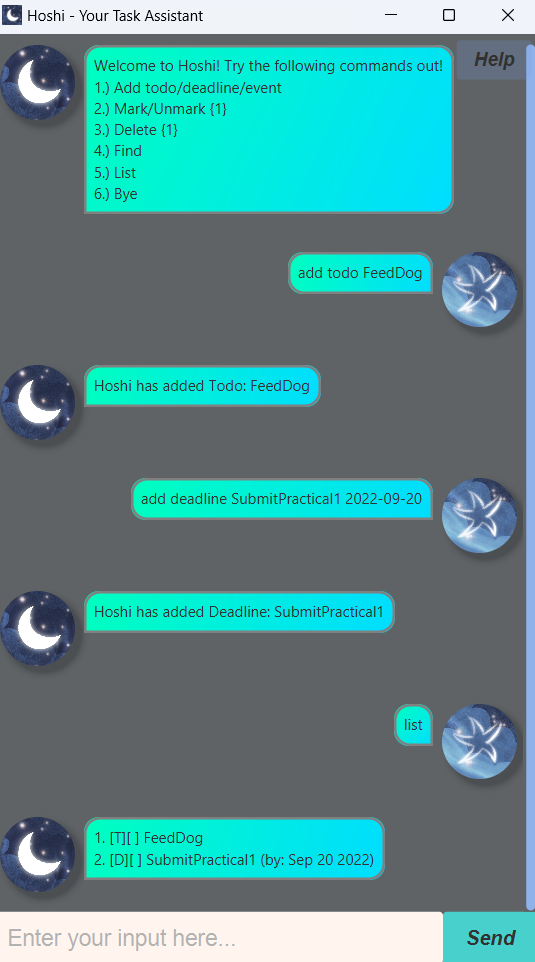 Hoshi - Your Task Assistant
Help
Welcome to Hoshi! Try the following commands out!
1.) Add todo/deadline/event
2.) Mark/Unmark {1}
3.) Delete {1}
4.) Find
5.) List
6.) Bye
add todo FeedDog
Hoshi has added Todo: FeedDog
add deadline SubmitPractical1 2022-09-20
Hoshi has added Deadline: SubmitPractical1
list
1. [T][ ] FeedDog
2. [D][ ] SubmitPractical1 (by: Sep 20 2022)
Enter your input here...
Send